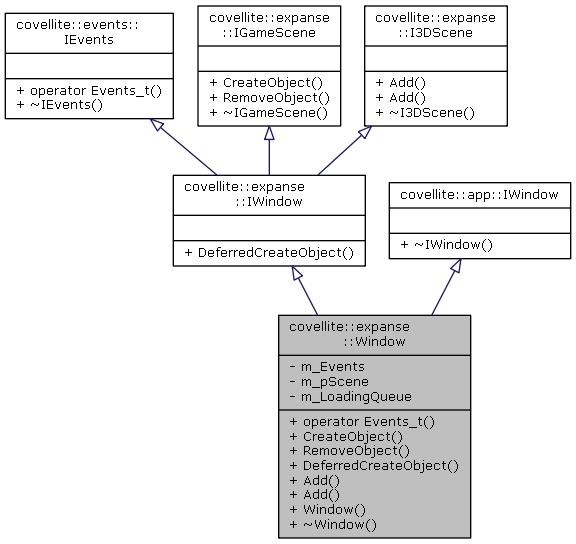 covellite::events::
IEvents
+ operator Events_t()
+ ~IEvents()
covellite::expanse
::IGameScene
+ CreateObject()
+ RemoveObject()
+ ~IGameScene()
covellite::expanse
::I3DScene
+ Add()
+ Add()
+ ~I3DScene()
covellite::expanse
::IWindow
+ DeferredCreateObject()
covellite::app::IWindow
+ ~IWindow()
covellite::expanse
::Window
- m_Events
- m_pScene
- m_LoadingQueue
+ operator Events_t()
+ CreateObject()
+ RemoveObject()
+ DeferredCreateObject()
+ Add()
+ Add()
+ Window()
+ ~Window()